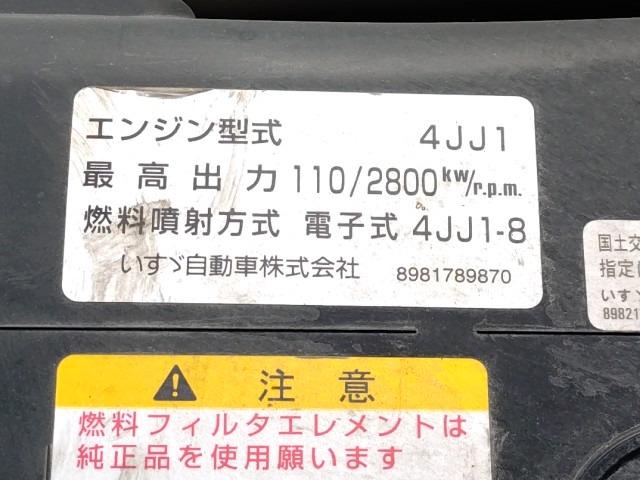 エンジン型式 4JJ1
最高出力 110/2800kw/r.p.m.
燃料噴射方式 電子式 4JJ1-8
いすゞ自動車株式会社 8981789870
国土交
指定
いすゞ
89821
⚠ 注意
燃料フィルタエレメントは
純正品を使用願います